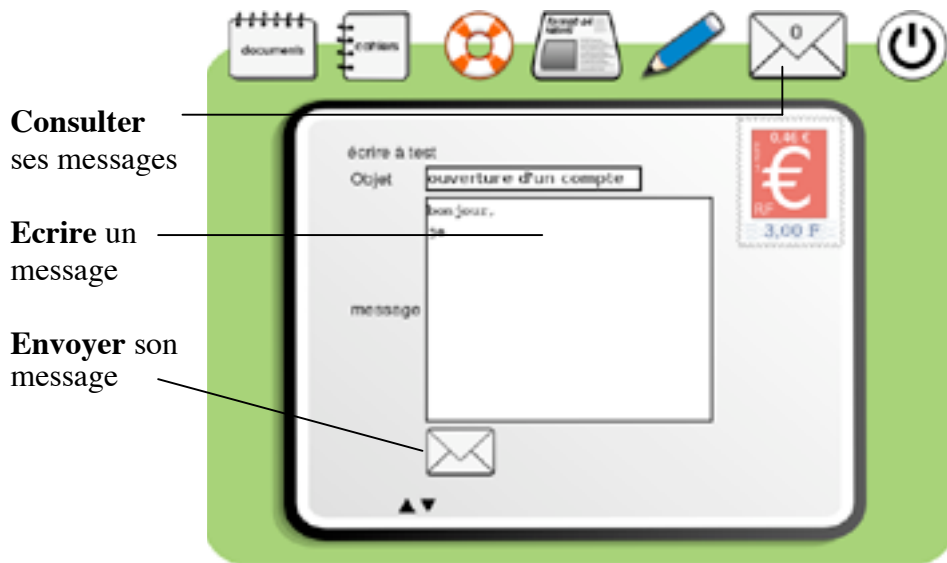 documents
cahiers
0
Consulter
ses messages
écrire à test
Objet ouverture d'un compte
0,46 €
€
RF
3,00 F
bonjour,
je
Ecrire un
message
message
Envoyer son
message